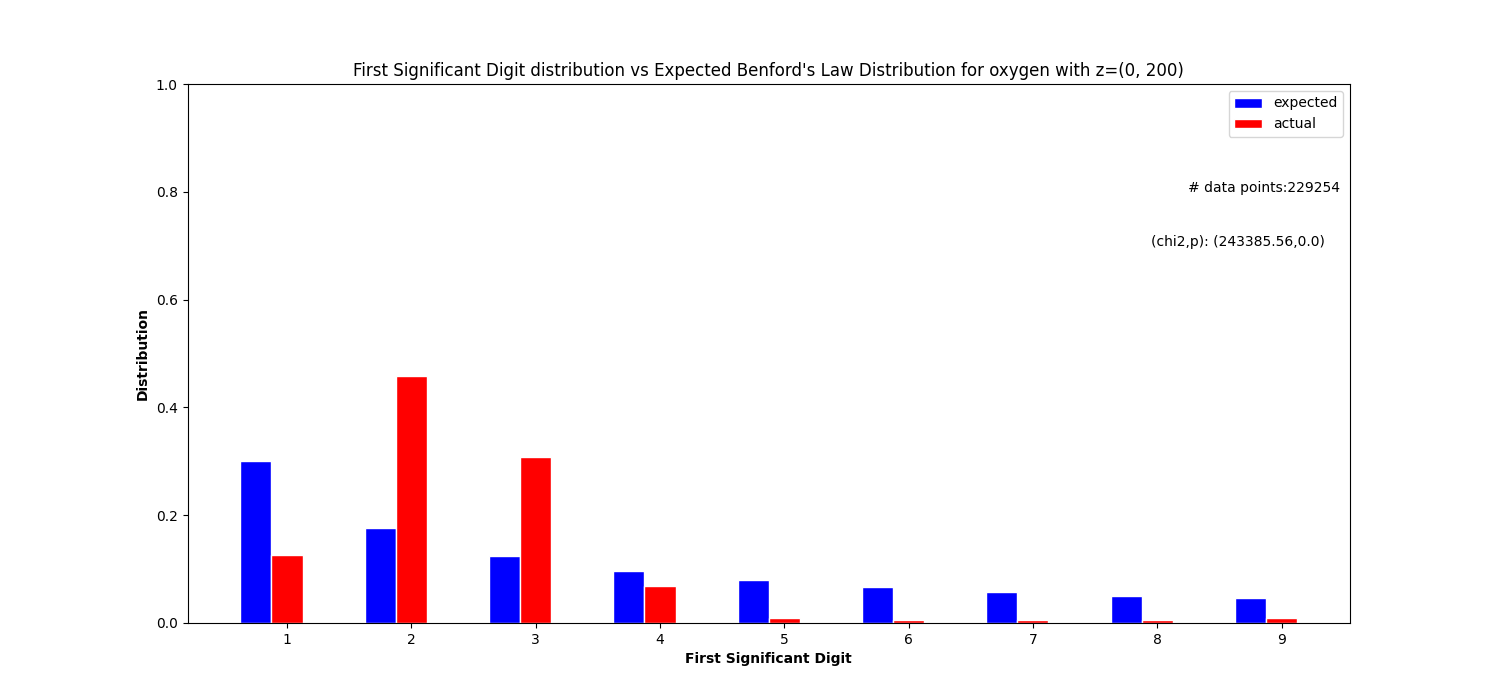 First Significant Digit distribution vs Expected Benford's Law Distribution for oxygen with z=(0, 200)
1.0
expected
actual
0.8
# data points:229254
(chi2,p): (243385.56,0.0)
0.6
Distribution
0.4
0.2
0.0
1 2 3 4 5 6 7 8 9
First Significant Digit